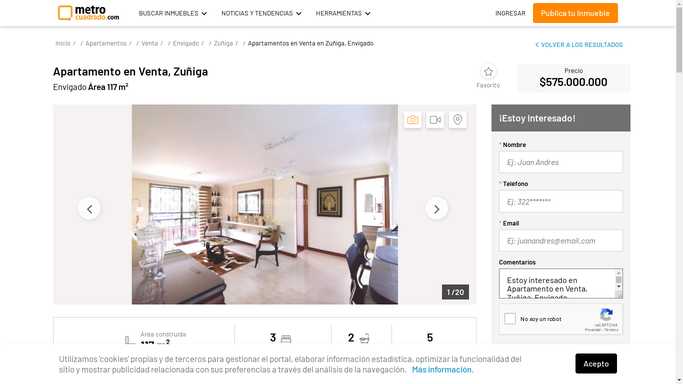 metro
cuadrado.com
BUSCAR INMUEBLES
NOTICIAS Y TENDENCIAS
HERRAMIENTAS
INGRESAR
Publica tu Inmueble
Inicio / Apartamentos / Venta / Envigado / Zuñiga / Apartamentos en Venta en Zuñiga, Envigado
VOLVER A LOS RESULTADOS
Apartamento en Venta, Zuñiga
Envigado Área 117 m²
Favorito
Precio
$575.000.000
1 / 20
¡Estoy Interesado!
* Nombre
Ej: Juan Andres
* Telefono
Ej: 322*******
* Email
Ej: juanandres@email.com
Comentarios
Estoy interesado en
Apartamento en Venta,
Zuñiga, Envigado
No soy un robot
reCAPTCHA
Privacidad - Términos
Área construida
117 m²
3
2
5
Utilizamos 'cookies' propias y de terceros para gestionar el portal, elaborar información estadística, optimizar la funcionalidad del
sitio y mostrar publicidad relacionada con sus preferencias a través del análisis de la navegación. Más información.
Acepto